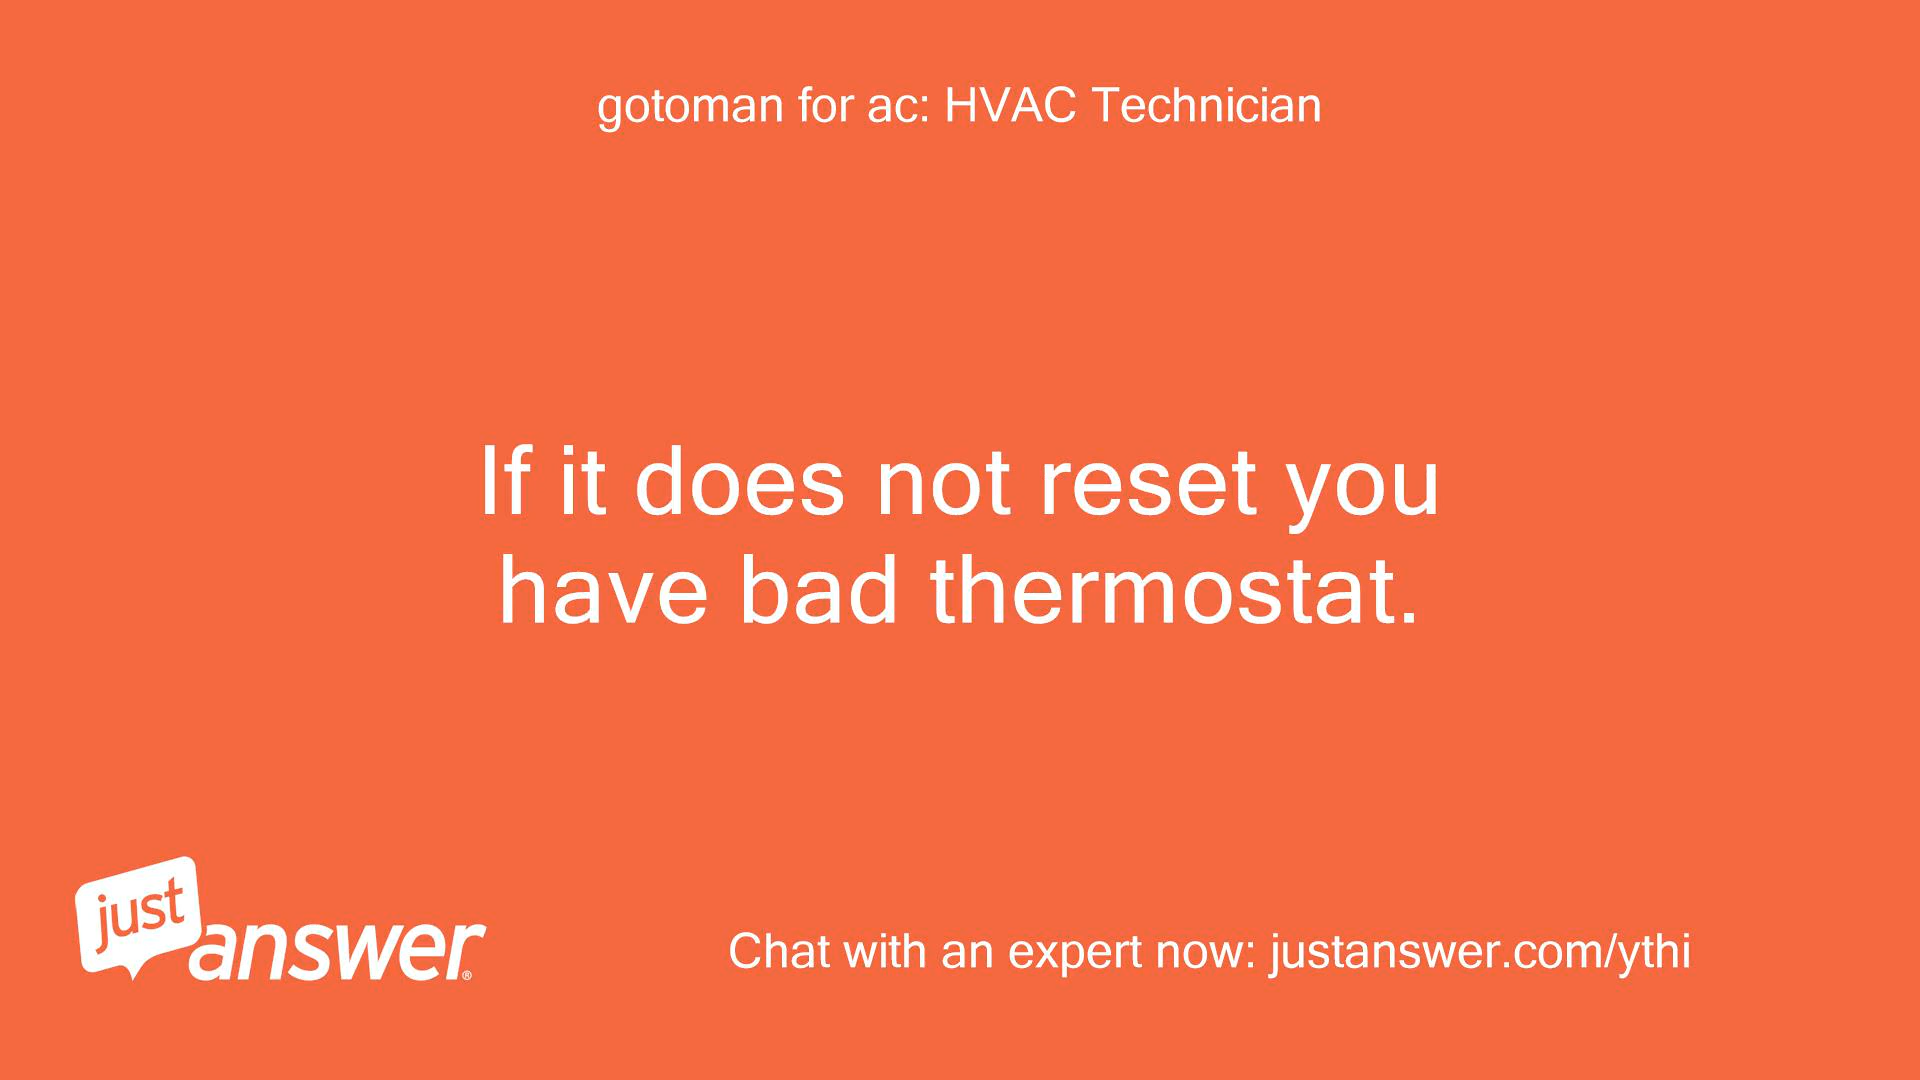 gotoman for ac: HVAC Technician
If it does not reset you
have bad thermostat.
just
answer®
Chat with an expert now: justanswer.com/ythi